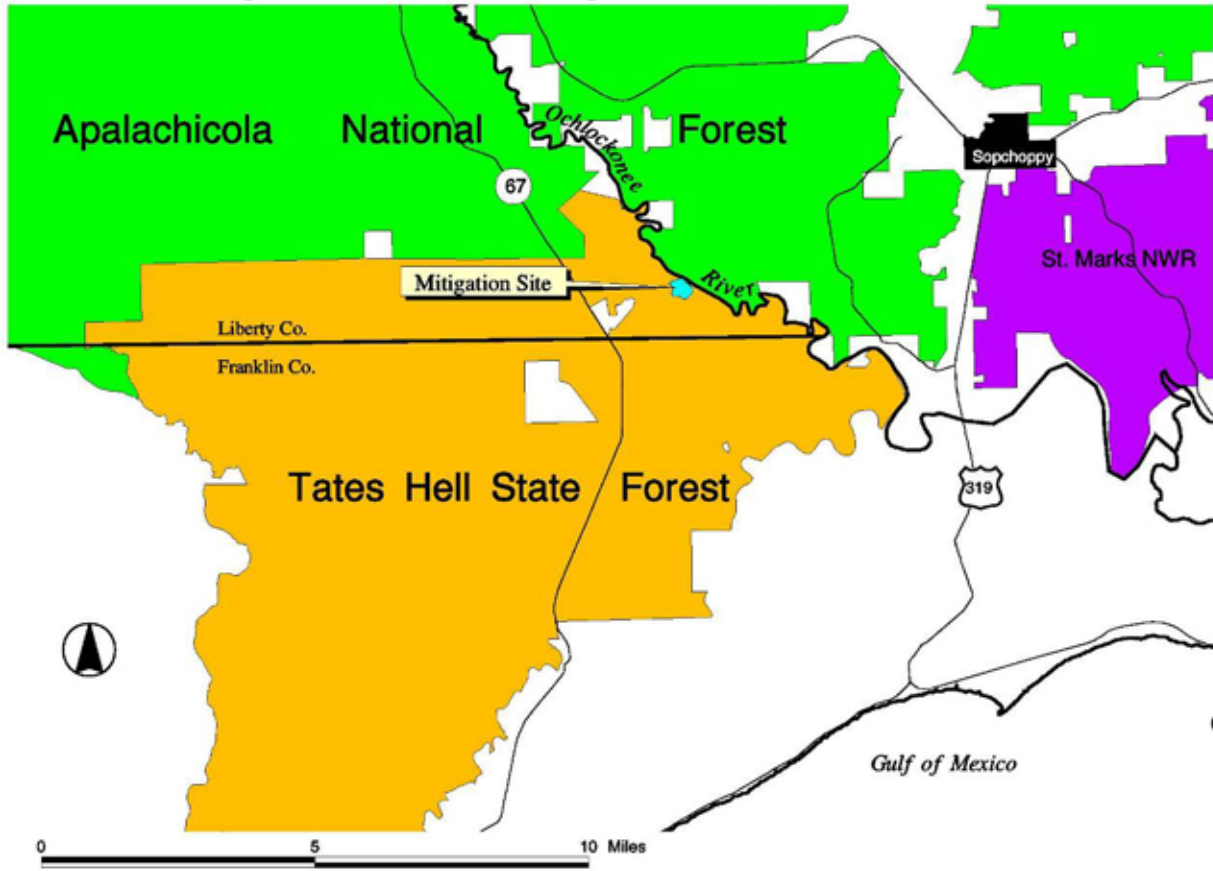 Apalachicola National Forest
Ochlockonee
Sopchoppy
67
St. Marks NWR
Mitigation Site
River
Liberty Co.
Franklin Co.
Tates Hell State Forest
319
Gulf of Mexico
0 5 10 Miles